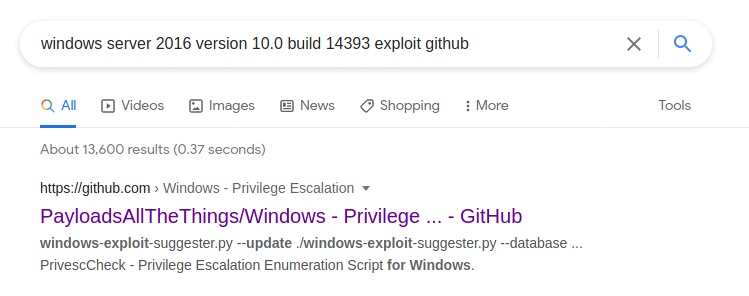 windows server 2016 version 10.0 build 14393 exploit github
All Videos Images News Shopping More Tools
About 13,600 results (0.37 seconds)
https://github.com › Windows - Privilege Escalation
PayloadsAllTheThings/Windows - Privilege ... - GitHub
windows-exploit-suggester.py --update ./windows-exploit-suggester.py --database ...
PrivescCheck - Privilege Escalation Enumeration Script for Windows.